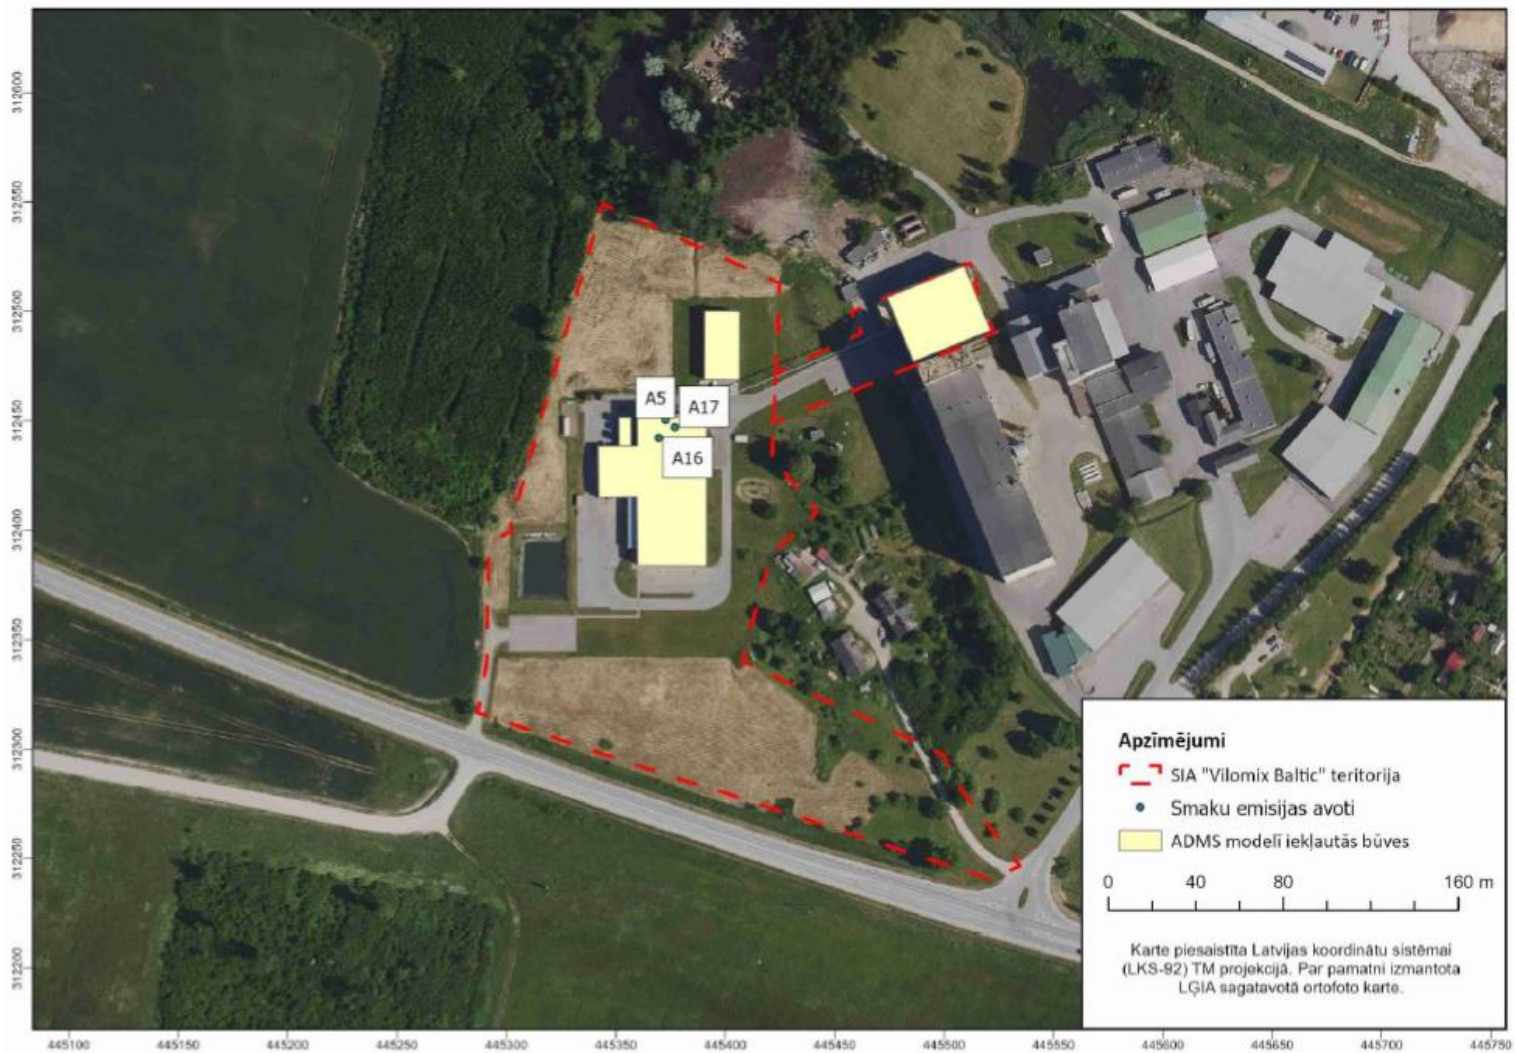 312600
312550
312500
312450
312400
312350
312300
312250
312200
A5
A17
A16
Apzīmējumi
SIA "Vilomix Baltic" teritorija
Smaku emisijas avoti
ADMS modelī iekļautās būves
0 40 80 160 m
Karte piesaistīta Latvijas koordinātu sistēmai
(LKS-92) TM projekcijā. Par pamatni izmantota
LĢIA sagatavotā ortofoto karte.
445100 445150 445200 445250 445300 445350 445400 445450 445500 445550 445600 445650 445700 445750